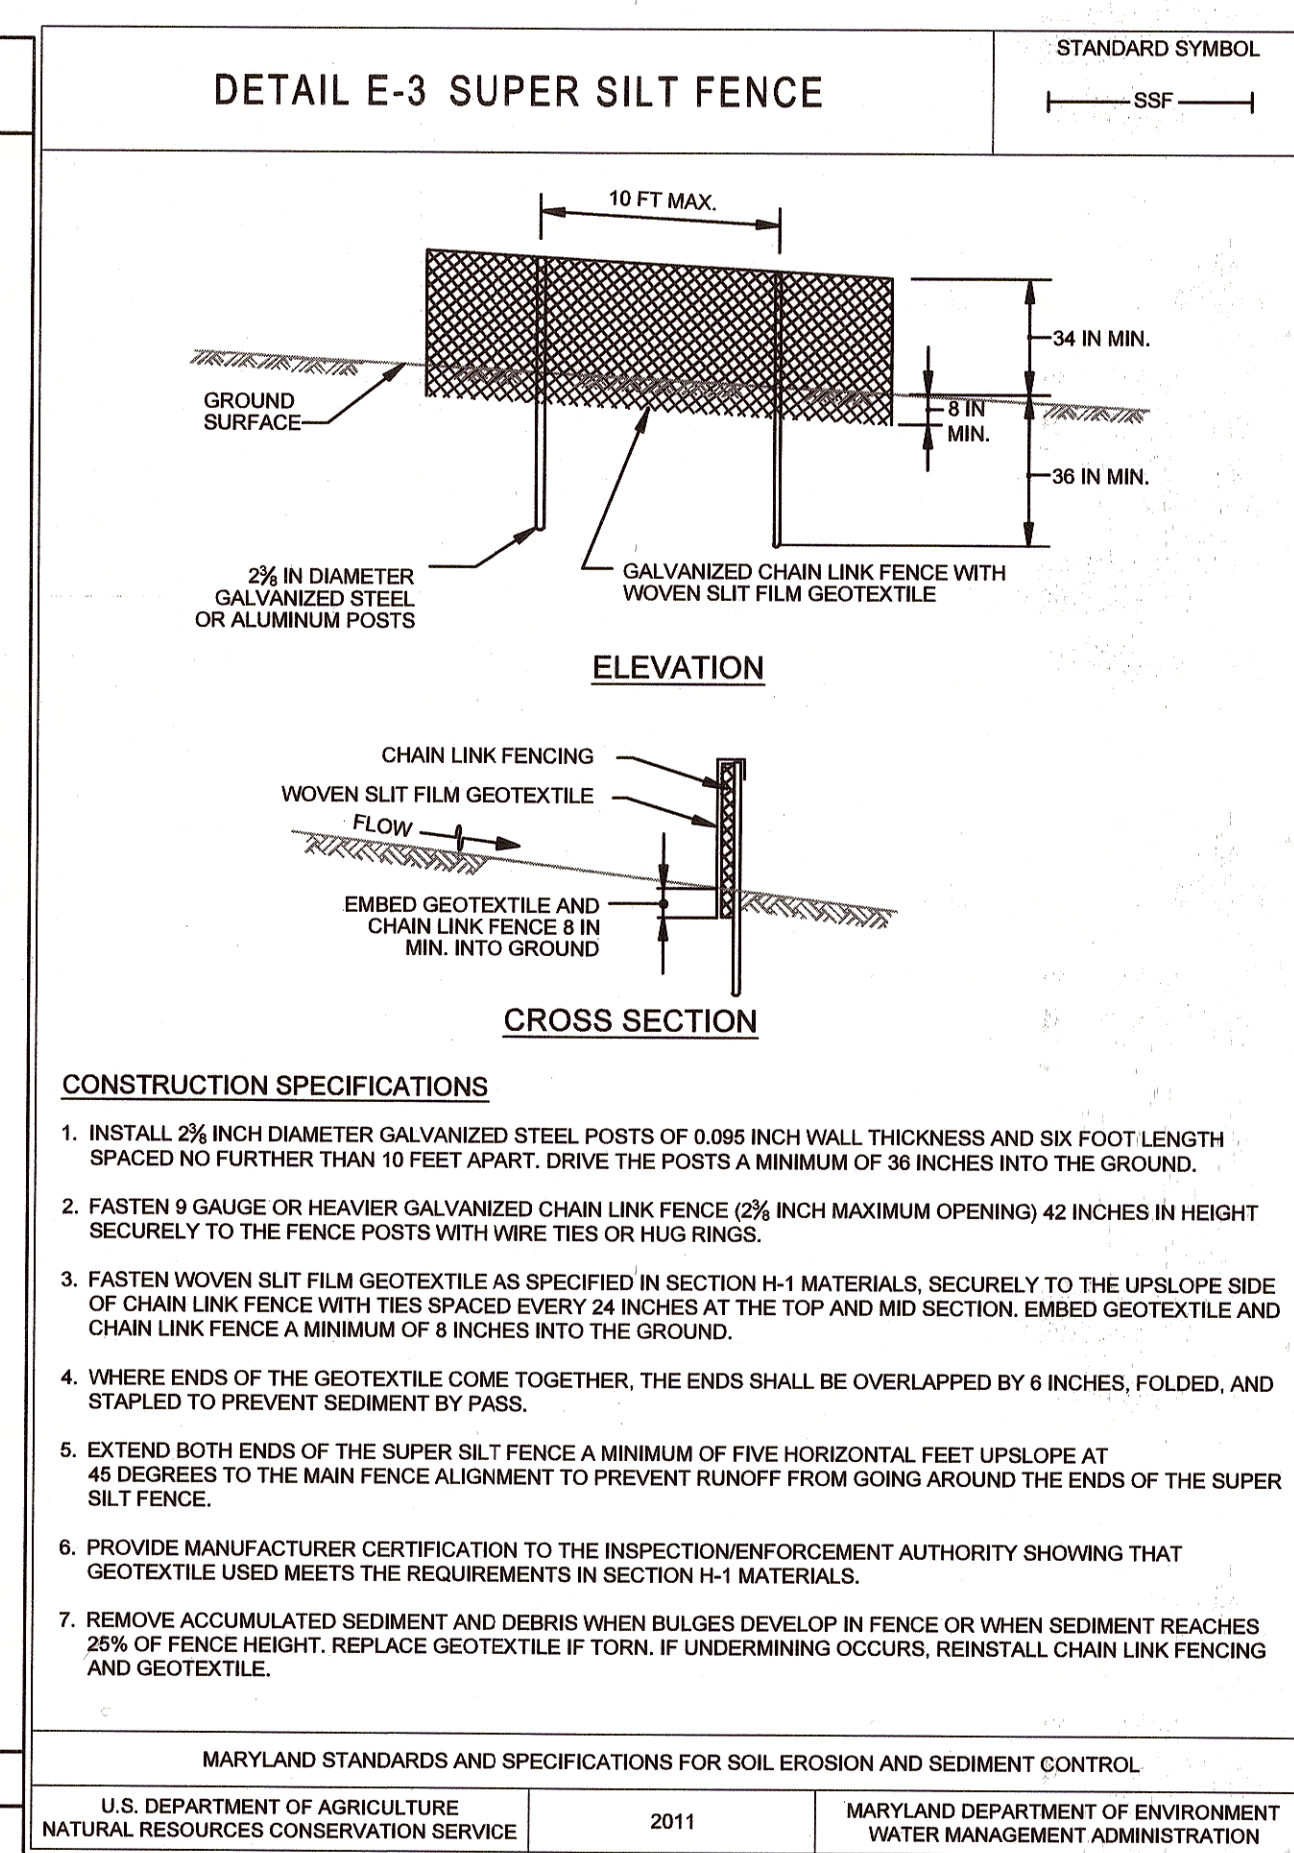 DETAIL E-3 SUPER SILT FENCE
STANDARD SYMBOL
SSF
10 FT MAX.
34 IN MIN.
GROUND
SURFACE
8 IN
MIN.
36 IN MIN.
2⅜ IN DIAMETER
GALVANIZED STEEL
OR ALUMINUM POSTS
GALVANIZED CHAIN LINK FENCE WITH
WOVEN SLIT FILM GEOTEXTILE
ELEVATION
CHAIN LINK FENCING
WOVEN SLIT FILM GEOTEXTILE
FLOW
EMBED GEOTEXTILE AND
CHAIN LINK FENCE 8 IN
MIN. INTO GROUND
CROSS SECTION
CONSTRUCTION SPECIFICATIONS
1. INSTALL 2⅜ INCH DIAMETER GALVANIZED STEEL POSTS OF 0.095 INCH WALL THICKNESS AND SIX FOOT LENGTH
SPACED NO FURTHER THAN 10 FEET APART. DRIVE THE POSTS A MINIMUM OF 36 INCHES INTO THE GROUND.
2. FASTEN 9 GAUGE OR HEAVIER GALVANIZED CHAIN LINK FENCE (2⅜ INCH MAXIMUM OPENING) 42 INCHES IN HEIGHT
SECURELY TO THE FENCE POSTS WITH WIRE TIES OR HUG RINGS.
3. FASTEN WOVEN SLIT FILM GEOTEXTILE AS SPECIFIED IN SECTION H-1 MATERIALS, SECURELY TO THE UPSLOPE SIDE
OF CHAIN LINK FENCE WITH TIES SPACED EVERY 24 INCHES AT THE TOP AND MID SECTION. EMBED GEOTEXTILE AND
CHAIN LINK FENCE A MINIMUM OF 8 INCHES INTO THE GROUND.
4. WHERE ENDS OF THE GEOTEXTILE COME TOGETHER, THE ENDS SHALL BE OVERLAPPED BY 6 INCHES, FOLDED, AND
STAPLED TO PREVENT SEDIMENT BY PASS.
5. EXTEND BOTH ENDS OF THE SUPER SILT FENCE A MINIMUM OF FIVE HORIZONTAL FEET UPSLOPE AT
45 DEGREES TO THE MAIN FENCE ALIGNMENT TO PREVENT RUNOFF FROM GOING AROUND THE ENDS OF THE SUPER
SILT FENCE.
6. PROVIDE MANUFACTURER CERTIFICATION TO THE INSPECTION/ENFORCEMENT AUTHORITY SHOWING THAT
GEOTEXTILE USED MEETS THE REQUIREMENTS IN SECTION H-1 MATERIALS.
7. REMOVE ACCUMULATED SEDIMENT AND DEBRIS WHEN BULGES DEVELOP IN FENCE OR WHEN SEDIMENT REACHES
25% OF FENCE HEIGHT. REPLACE GEOTEXTILE IF TORN. IF UNDERMINING OCCURS, REINSTALL CHAIN LINK FENCING
AND GEOTEXTILE.
MARYLAND STANDARDS AND SPECIFICATIONS FOR SOIL EROSION AND SEDIMENT CONTROL
U.S. DEPARTMENT OF AGRICULTURE
NATURAL RESOURCES CONSERVATION SERVICE
2011
MARYLAND DEPARTMENT OF ENVIRONMENT
WATER MANAGEMENT ADMINISTRATION